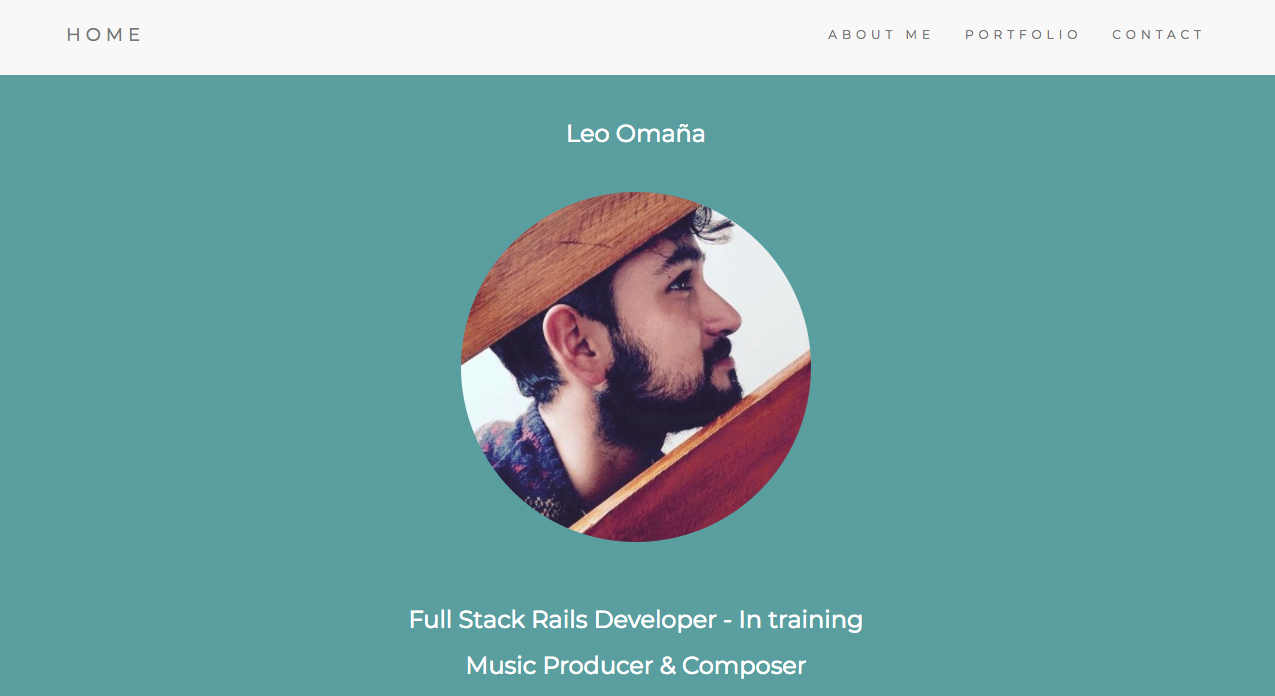 HOME
ABOUT ME PORTFOLIO CONTACT
Leo Omaña
Full Stack Rails Developer - In training
Music Producer & Composer